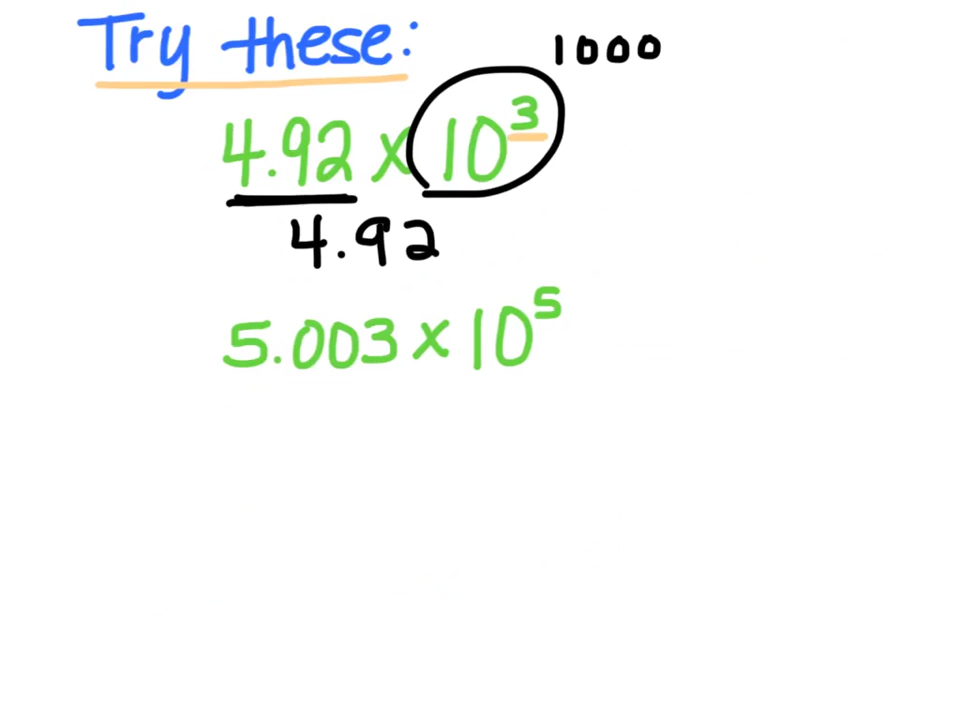 Try these:
1000
4.92 x 10³
4.92
5.003 x 10⁵